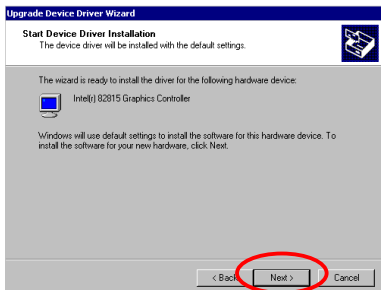 Upgrade Device Driver Wizard
Start Device Driver Installation
The device driver will be installed with the default settings.
The wizard is ready to install the driver for the following hardware device:
Intel(r) 82815 Graphics Controller
Windows will use default settings to install the software for this hardware device. To
install the software for your new hardware, click Next.
< Back
Next >
Cancel